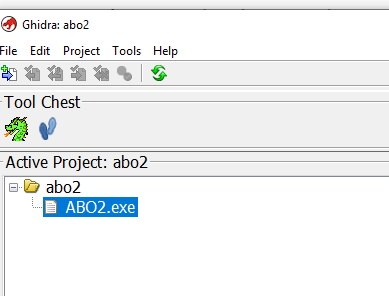 Ghidra: abo2
File Edit Project Tools Help
Tool Chest
Active Project: abo2
abo2
ABO2.exe